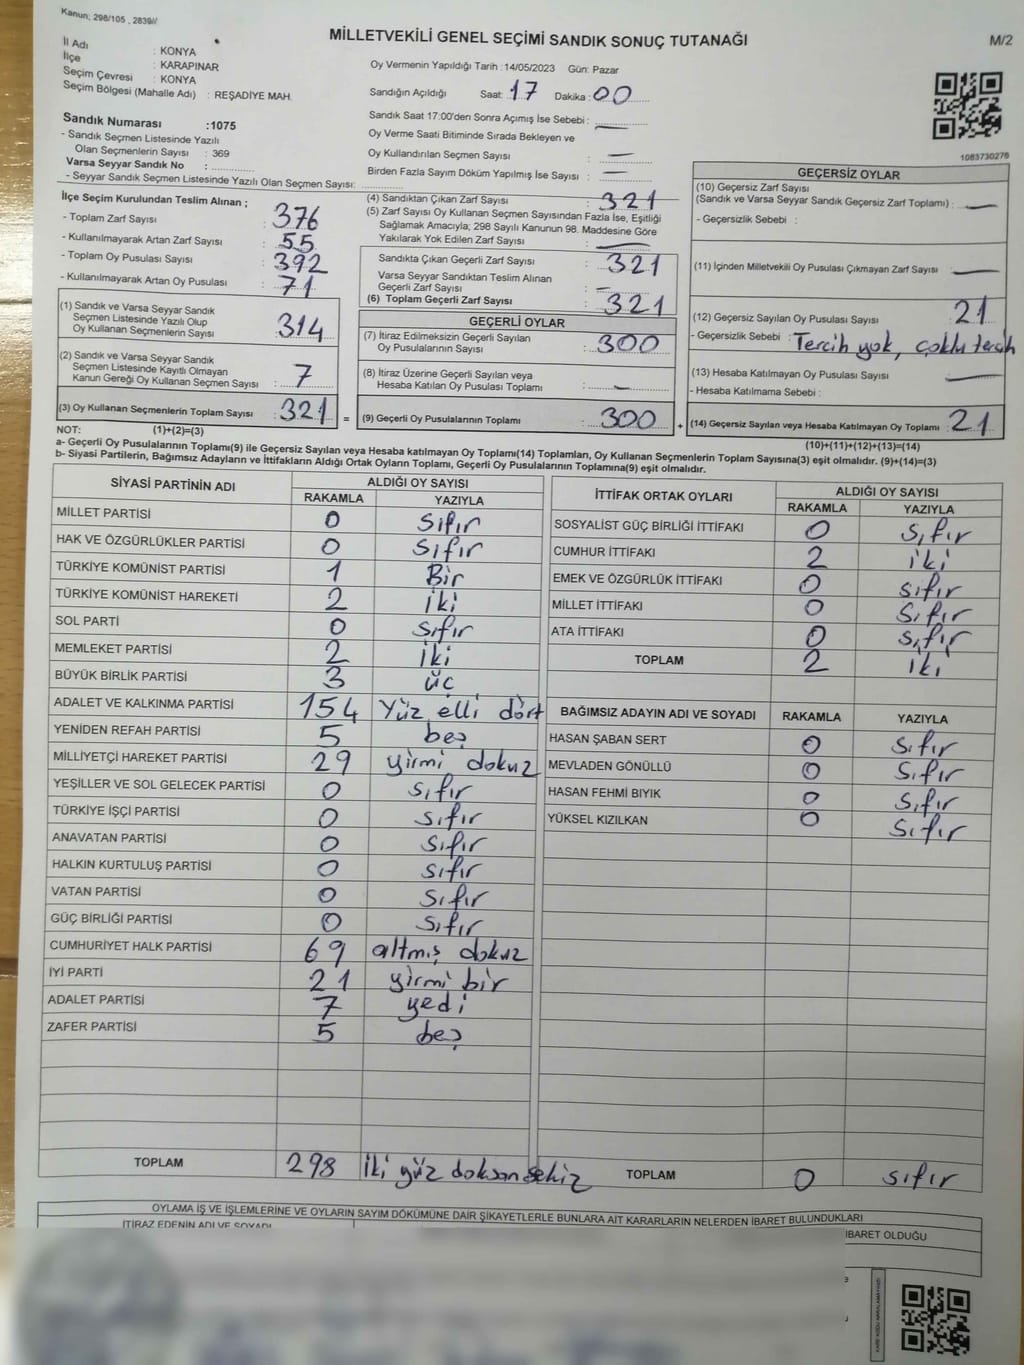 Kanun; 298/105 , 2839//
MİLLETVEKİLİ GENEL SEÇİMİ SANDIK SONUÇ TUTANAĞI
M/2
İl Adı : KONYA
İlçe : KARAPINAR
Seçim Çevresi : KONYA
Seçim Bölgesi (Mahalle Adı) : REŞADİYE MAH.
Oy Vermenin Yapıldığı Tarih :14/05/2023 Gün: Pazar
Sandığın Açıldığı Saat: 17 Dakika: 00
Sandık Saat 17:00'den Sonra Açımış İse Sebebi : —
Oy Verme Saati Bitiminde Sırada Bekleyen ve
Oy Kullandırılan Seçmen Sayısı : —
Birden Fazla Sayım Döküm Yapılmış İse Sayısı : —
1083730276
Sandık Numarası :1075
- Sandık Seçmen Listesinde Yazılı
Olan Seçmenlerin Sayısı : 369
Varsa Seyyar Sandık No :
- Seyyar Sandık Seçmen Listesinde Yazılı Olan Seçmen Sayısı:
İlçe Seçim Kurulundan Teslim Alınan ;
- Toplam Zarf Sayısı : 376
- Kullanılmayarak Artan Zarf Sayısı : 55
- Toplam Oy Pusulası Sayısı : 392
- Kullanılmayarak Artan Oy Pusulası : 71
(1) Sandık ve Varsa Seyyar Sandık
Seçmen Listesinde Yazılı Olup
Oy Kullanan Seçmenlerin Sayısı : 314
(2) Sandık ve Varsa Seyyar Sandık
Seçmen Listesinde Kayıtlı Olmayan
Kanun Gereği Oy Kullanan Seçmen Sayısı : 7
(3) Oy Kullanan Seçmenlerin Toplam Sayısı : 321 =
(4) Sandıktan Çıkan Zarf Sayısı : 321
(5) Zarf Sayısı Oy Kullanan Seçmen Sayısından Fazla İse, Eşitliği
Sağlamak Amacıyla; 298 Sayılı Kanunun 98. Maddesine Göre
Yakılarak Yok Edilen Zarf Sayısı : —
Sandıkta Çıkan Geçerli Zarf Sayısı : 321
Varsa Seyyar Sandıktan Teslim Alınan
Geçerli Zarf Sayısı : —
(6) Toplam Geçerli Zarf Sayısı : 321
GEÇERLİ OYLAR
(7) İtiraz Edilmeksizin Geçerli Sayılan
Oy Pusulalarının Sayısı : 300
(8) İtiraz Üzerine Geçerli Sayılan veya
Hesaba Katılan Oy Pusulası Toplamı : —
(9) Geçerli Oy Pusulalarının Toplamı : 300 +
GEÇERSİZ OYLAR
(10) Geçersiz Zarf Sayısı
(Sandık ve Varsa Seyyar Sandık Geçersiz Zarf Toplamı) : —
- Geçersizlik Sebebi :
(11) İçinden Milletvekili Oy Pusulası Çıkmayan Zarf Sayısı : —
(12) Geçersiz Sayılan Oy Pusulası Sayısı : 21
- Geçersizlik Sebebi : Tercih yok, çoklu tercih
(13) Hesaba Katılmayan Oy Pusulası Sayısı : —
- Hesaba Katılmama Sebebi :
(14) Geçersiz Sayılan veya Hesaba Katılmayan Oy Toplamı : 21
NOT: (1)+(2)=(3) (10)+(11)+(12)+(13)=(14)
a- Geçerli Oy Pusulalarının Toplamı(9) ile Geçersiz Sayılan veya Hesaba katılmayan Oy Toplamı(14) Toplamları, Oy Kullanan Seçmenlerin Toplam Sayısına(3) eşit olmalıdır. (9)+(14)=(3)
b- Siyasi Partilerin, Bağımsız Adayların ve İttifakların Aldığı Ortak Oyların Toplamı, Geçerli Oy Pusulalarının Toplamına(9) eşit olmalıdır.
SİYASİ PARTİNİN ADI ALDIĞI OY SAYISI
RAKAMLA YAZIYLA
MİLLET PARTİSİ 0 sıfır
HAK VE ÖZGÜRLÜKLER PARTİSİ 0 sıfır
TÜRKİYE KOMÜNİST PARTİSİ 1 Bir
TÜRKİYE KOMÜNİST HAREKETİ 2 iki
SOL PARTİ 0 sıfır
MEMLEKET PARTİSİ 2 iki
BÜYÜK BİRLİK PARTİSİ 3 üç
ADALET VE KALKINMA PARTİSİ 154 Yüz elli dört
YENİDEN REFAH PARTİSİ 5 beş
MİLLİYETÇİ HAREKET PARTİSİ 29 yirmi dokuz
YEŞİLLER VE SOL GELECEK PARTİSİ 0 sıfır
TÜRKİYE İŞÇİ PARTİSİ 0 sıfır
ANAVATAN PARTİSİ 0 sıfır
HALKIN KURTULUŞ PARTİSİ 0 sıfır
VATAN PARTİSİ 0 sıfır
GÜÇ BİRLİĞİ PARTİSİ 0 sıfır
CUMHURİYET HALK PARTİSİ 69 altmış dokuz
İYİ PARTİ 21 yirmi bir
ADALET PARTİSİ 7 yedi
ZAFER PARTİSİ 5 beş
TOPLAM 298 İki yüz doksan sekiz
İTTİFAK ORTAK OYLARI ALDIĞI OY SAYISI
RAKAMLA YAZIYLA
SOSYALİST GÜÇ BİRLİĞİ İTTİFAKI 0 sıfır
CUMHUR İTTİFAKI 2 iki
EMEK VE ÖZGÜRLÜK İTTİFAKI 0 sıfır
MİLLET İTTİFAKI 0 sıfır
ATA İTTİFAKI 0 sıfır
TOPLAM 2 iki
BAĞIMSIZ ADAYIN ADI VE SOYADI RAKAMLA YAZIYLA
HASAN ŞABAN SERT 0 sıfır
MEVLADEN GÖNÜLLÜ 0 sıfır
HASAN FEHMİ BIYIK 0 sıfır
YÜKSEL KIZILKAN 0 sıfır
TOPLAM 0 sıfır
OYLAMA İŞ VE İŞLEMLERİNE VE OYLARIN SAYIM DÖKÜMÜNE DAİR ŞİKAYETLERLE BUNLARA AİT KARARLARIN NELERDEN İBARET BULUNDUKLARI
İTİRAZ EDENİN ADI VE SOYADI
İBARET OLDUĞU